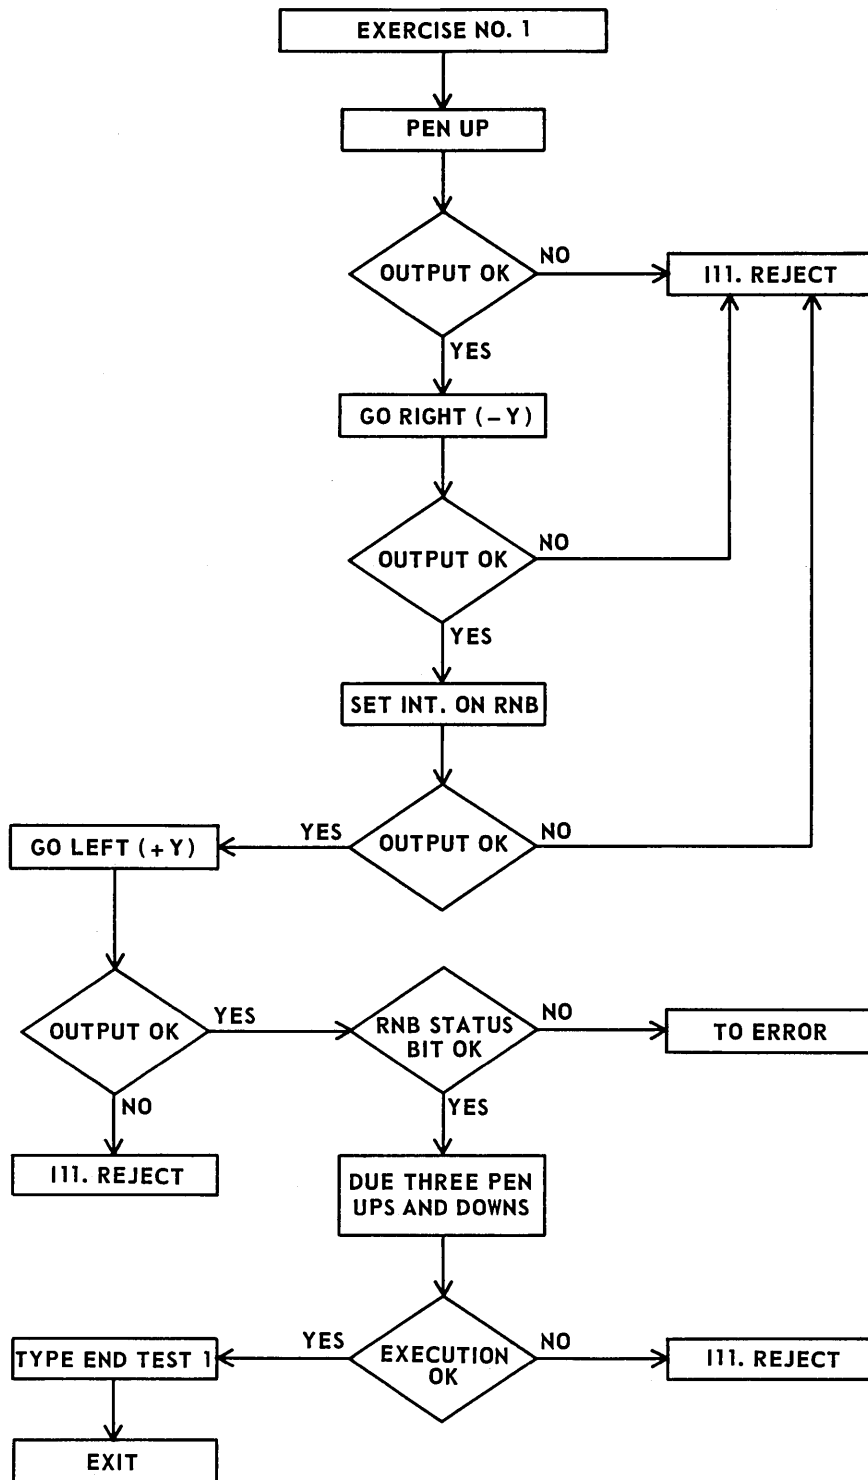 EXERCISE NO. 1
PEN UP
OUTPUT OK
NO
I11. REJECT
YES
GO RIGHT (–Y)
OUTPUT OK
NO
YES
SET INT. ON RNB
OUTPUT OK
YES
NO
GO LEFT (+Y)
OUTPUT OK
YES
RNB STATUS
BIT OK
NO
TO ERROR
NO
YES
I11. REJECT
DUE THREE PEN
UPS AND DOWNS
EXECUTION
OK
YES
NO
TYPE END TEST 1
I11. REJECT
EXIT